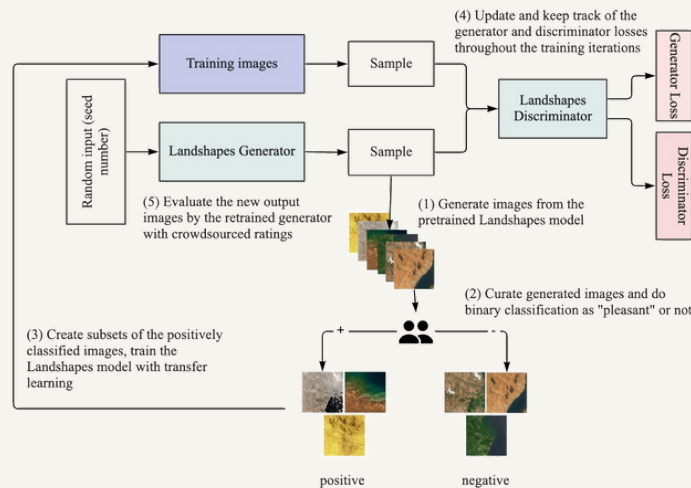 (4) Update and keep track of the
generator and discriminator losses
throughout the training iterations
Training images
Sample
Generator Loss
Random input (seed
number)
Landshapes Generator
Sample
Landshapes
Discriminator
Discriminator
Loss
(5) Evaluate the new output
images by the retrained generator
with crowdsourced ratings
(1) Generate images from the
pretrained Landshapes model
(2) Curate generated images and do
binary classification as "pleasant" or not
(3) Create subsets of the positively
classified images, train the
Landshapes model with transfer
learning
+
-
positive
negative